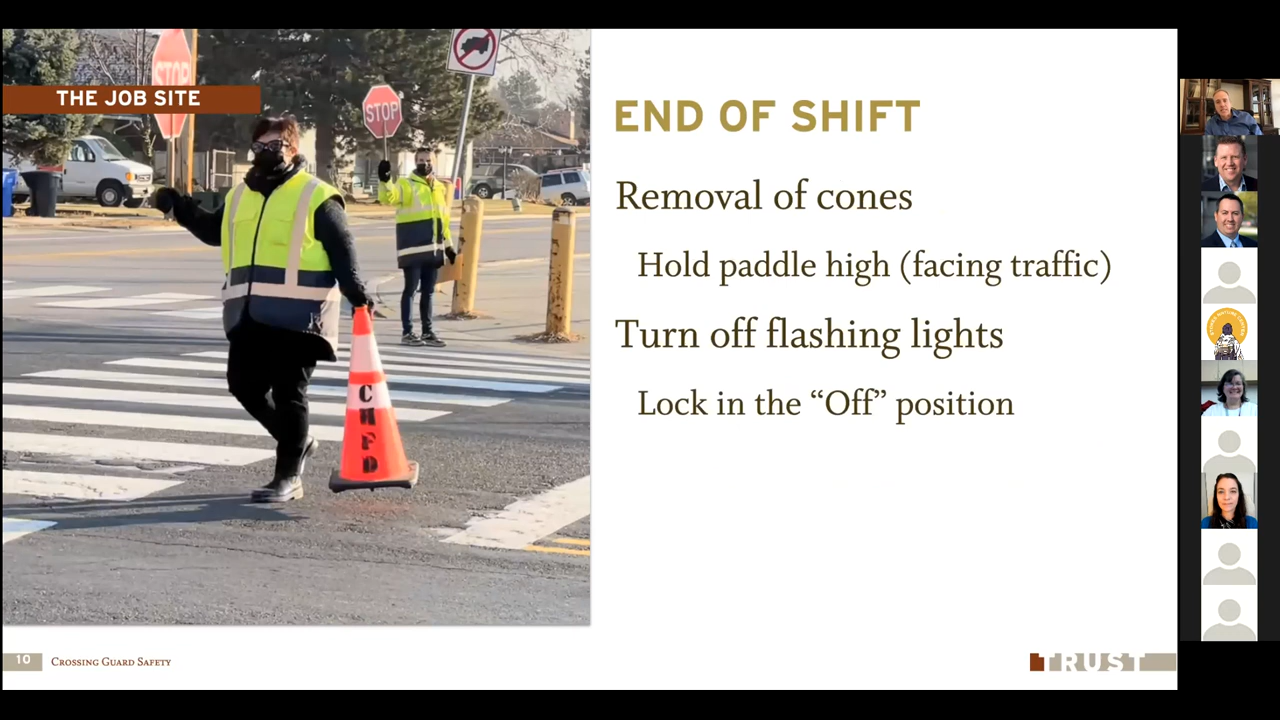 THE JOB SITE
STOP
STOP
CHFD
END OF SHIFT
Removal of cones
Hold paddle high (facing traffic)
Turn off flashing lights
Lock in the “Off” position
10
CROSSING GUARD SAFETY
TRUST